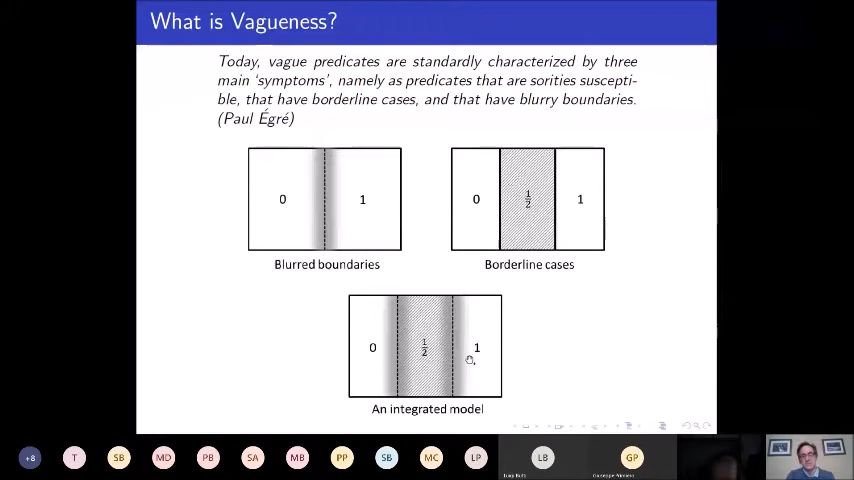 What is Vagueness?
Today, vague predicates are standardly characterized by three
main ‘symptoms’, namely as predicates that are sorities suscepti-
ble, that have borderline cases, and that have blurry boundaries.
(Paul Égré)
0 1
0 1/2 1
Blurred boundaries
Borderline cases
0 1/2 1
An integrated model
+8 T SB MD PB SA MB PP SB MC LP LB GP